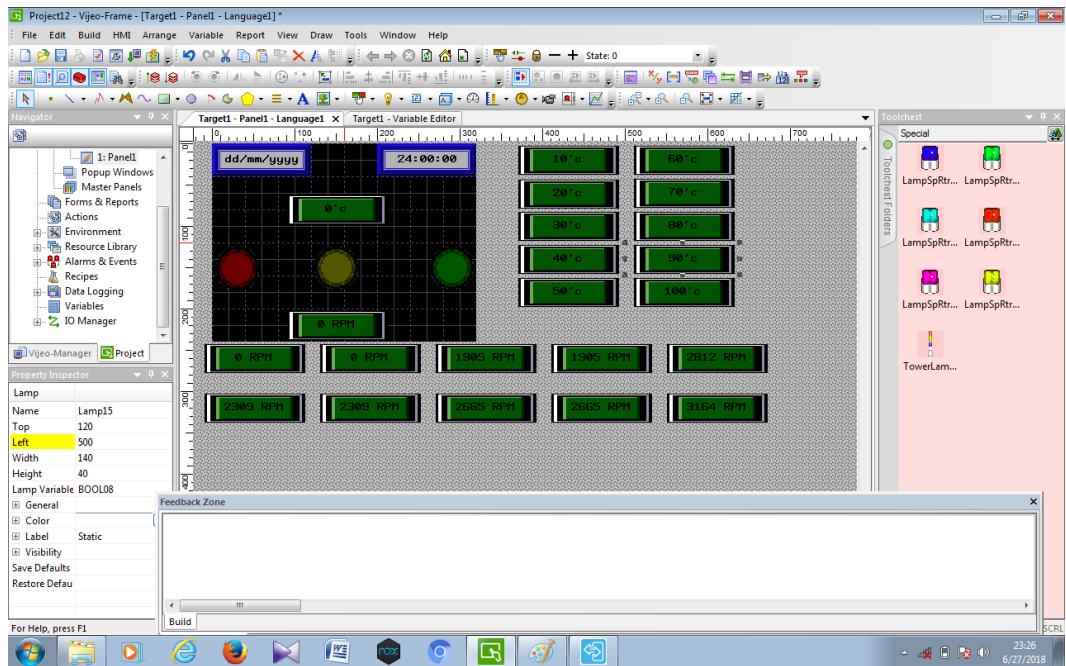 Project12 - Vijeo-Frame - [Target1 - Panel1 - Language1] *
File Edit Build HMI Arrange Variable Report View Draw Tools Window Help
State: 0
Navigator
Target1 - Panel1 - Language1 X Target1 - Variable Editor
Toolchest
0 100 200 300 400 500 600 700
Special
1: Panel1
Popup Windows
Master Panels
Forms & Reports
Actions
Environment
Resource Library
Alarms & Events
Recipes
Data Logging
Variables
IO Manager
Vijeo-Manager Project
dd/mm/yyyy 24:00:00
0°c
0 RPM
10°c 60°c
20°c 70°c
30°c 80°c
40°c 90°c
50°c 100°c
0 RPM 0 RPM 1905 RPM 1905 RPM 2812 RPM
2309 RPM 2309 RPM 2665 RPM 2665 RPM 3164 RPM
0
100
200
300
400
Toolchest Folders
LampSpRtr... LampSpRtr...
LampSpRtr... LampSpRtr...
LampSpRtr... LampSpRtr...
TowerLam...
Property Inspector
Lamp
Name Lamp15
Top 120
Left 500
Width 140
Height 40
Lamp Variable BOOL08
General
Color
Label Static
Visibility
Save Defaults
Restore Defau
Feedback Zone
Build
For Help, press F1
SCRL
nox
23:26
6/27/2018